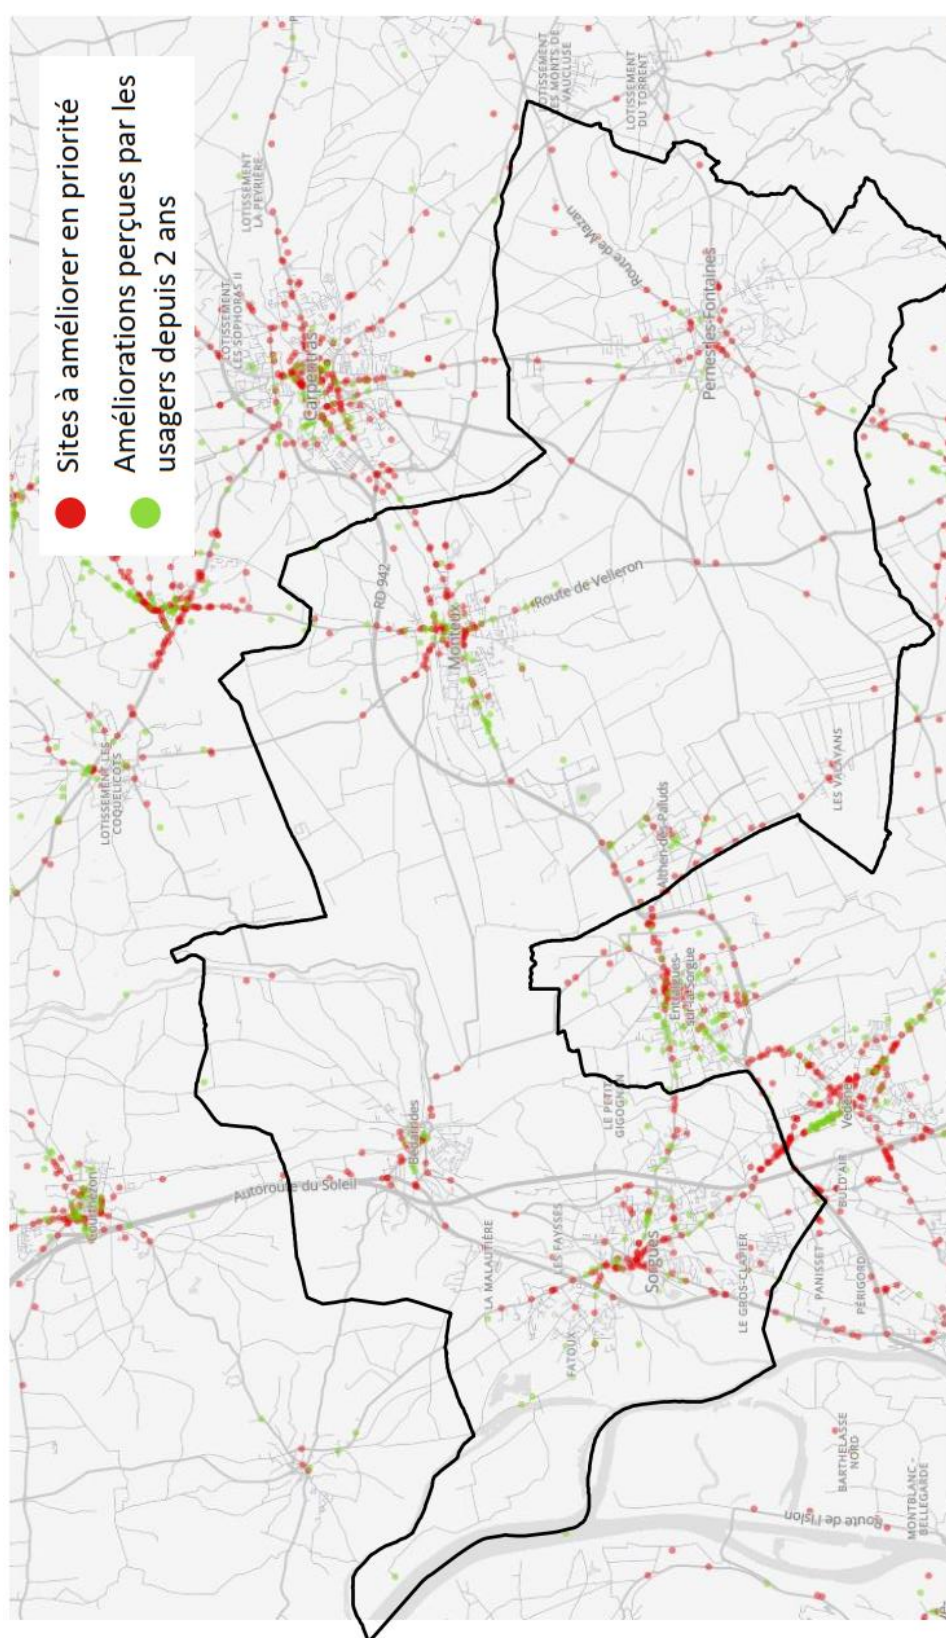 Sites à améliorer en priorité
Améliorations perçues par les
usagers depuis 2 ans
LOTISSEMENT
LES MONTS DE
VAUCLUSE
LOTISSEMENT
DU TORRENT
LOTISSEMENT
LA PEYRIÈRE
LOTISSEMENT
LES SOPHORAS II
Carpentras
Route de Mazan
Pernes-les-Fontaines
RD 942
Monteux
Route de Velleron
LOTISSEMENT LES
COQUELICOTS
Althen-des-Paluds
LES VALAYANS
Entraigues-
sur-la-Sorgue
LE PETIT
GIGOGNAN
Vedène
Courthézon
Autoroute du Soleil
Bédarrides
LA MALAUTIÈRE
LES FAYSSES
Sorgues
FATOUX
LE GROS-CLAPIER
BULD'AIR
PANISSET
PÉRIGORD
BARTHELASSE
NORD
Route de l'Islon
MONTBLANC -
BELLEGARDE